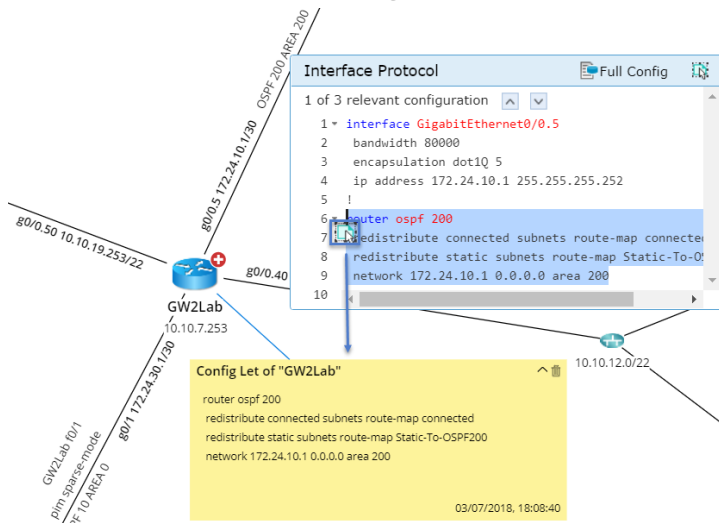 OSPF 200 AREA 200
g0/0.5 172.24.10.1/30
g0/0.50 10.10.19.253/22
g0/0.40
GW2Lab
10.10.7.253
g0/1 172.24.30.1/30
GW2Lab f0/1
pim sparse-mode
PF 10 AREA 0
10.10.12.0/22
Interface Protocol
Full Config
1 of 3 relevant configuration
1 interface GigabitEthernet0/0.5
2 bandwidth 80000
3 encapsulation dot1Q 5
4 ip address 172.24.10.1 255.255.255.252
5 !
6 router ospf 200
7 redistribute connected subnets route-map connected
8 redistribute static subnets route-map Static-To-OS
9 network 172.24.10.1 0.0.0.0 area 200
10
Config Let of "GW2Lab"
router ospf 200
redistribute connected subnets route-map connected
redistribute static subnets route-map Static-To-OSPF200
network 172.24.10.1 0.0.0.0 area 200
03/07/2018, 18:08:40